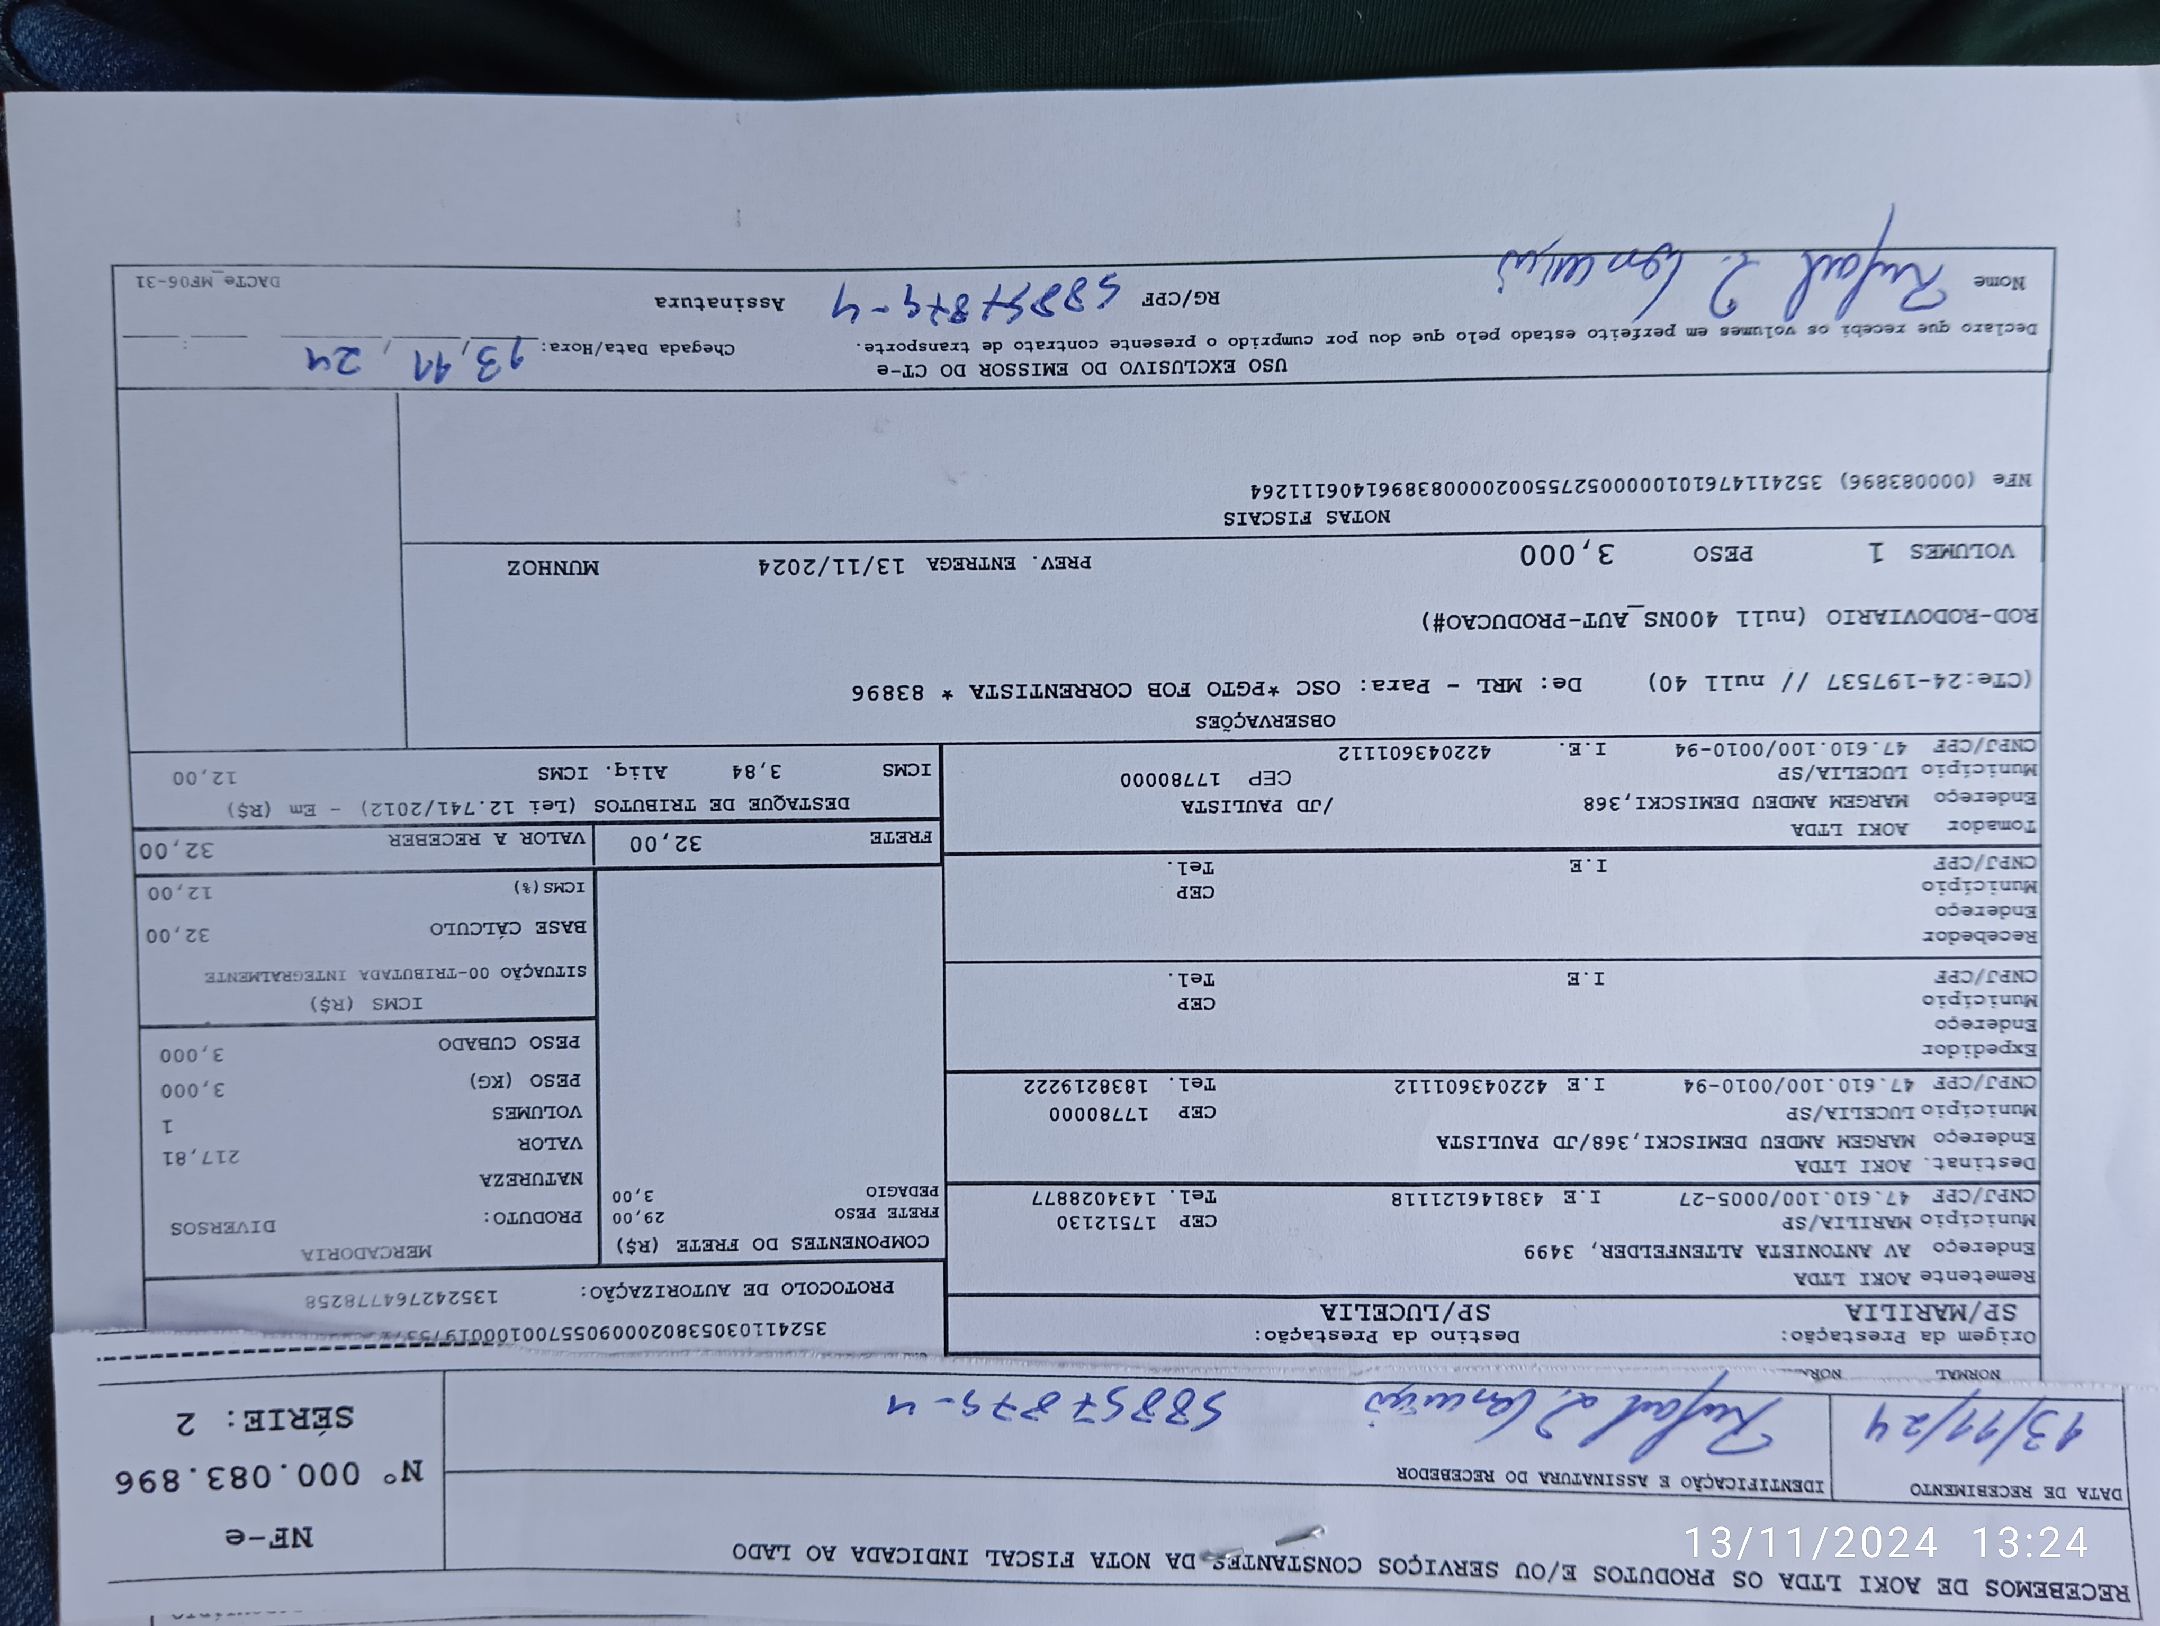 RECEBEMOS DE AOKI LTDA OS PRODUTOS E/OU SERVIÇOS CONSTANTES DA NOTA FISCAL INDICADA AO LADO
NF-e
Nº 000.083.896
SÉRIE: 2
DATA DE RECEBIMENTO
13/11/24
IDENTIFICAÇÃO E ASSINATURA DO RECEBEDOR
Rafael 58857875-4
NORMAL
Origem da Prestação: Destino da Prestação:
SP/MARILIA SP/LUCELIA
Remetente AOKI LTDA
Endereço AV ANTONIETA ALTENFELDER, 3499
Município MARILIA/SP CEP 17512130
CNPJ/CPF 47.610.100/0005-27 I.E 438146121118 Tel. 1434028877
Destinat. AOKI LTDA
Endereço MARGEM AMDEU DEMISCKI,368/JD PAULISTA
Município LUCELIA/SP CEP 17780000
CNPJ/CPF 47.610.100/0010-94 I.E 422043601112 Tel. 1838219222
Expedidor
Endereço
Município CEP
CNPJ/CPF I.E Tel.
Recebedor
Endereço
Município CEP
CNPJ/CPF I.E Tel.
Tomador AOKI LTDA
Endereço MARGEM AMDEU DEMISCKI,368 /JD PAULISTA
Município LUCELIA/SP CEP 17780000
CNPJ/CPF 47.610.100/0010-94 I.E. 422043601112
PROTOCOLO DE AUTORIZAÇÃO: 135242764778258
COMPONENTES DO FRETE (R$)
FRETE PESO 29,00
PEDAGIO 3,00
MERCADORIA
PRODUTO: DIVERSOS
NATUREZA
VALOR 217,81
VOLUMES 1
PESO (KG) 3,000
PESO CUBADO 3,000
ICMS (R$)
SITUAÇÃO 00-TRIBUTADA INTEGRALMENTE
BASE CÁLCULO 32,00
ICMS(%) 12,00
FRETE 32,00 VALOR A RECEBER 32,00
DESTAQUE DE TRIBUTOS (Lei 12.741/2012) - Em (R$)
ICMS 3,84 Aliq. ICMS 12,00
OBSERVAÇÕES
(CTe:24-197537 // null 40) De: MRL - Para: OSC *PGTO FOB CORRENTISTA * 83896
ROD-RODOVIARIO (null 400NS_AUT-PRODUCAO#)
VOLUMES 1 PESO 3,000 PREV. ENTREGA 13/11/2024 MUNHOZ
NOTAS FISCAIS
NFe (000083896) 35241147610100000527550020000838961406111264
USO EXCLUSIVO DO EMISSOR DO CT-e
Declaro que recebi os volumes em perfeito estado pelo que dou por cumprido o presente contrato de transporte. Chegada Data/Hora: 13, 11, 24 :
Nome Rafael RG/CPF 58857875-4 Assinatura
DACTe_MF06-31
13/11/2024 13:24